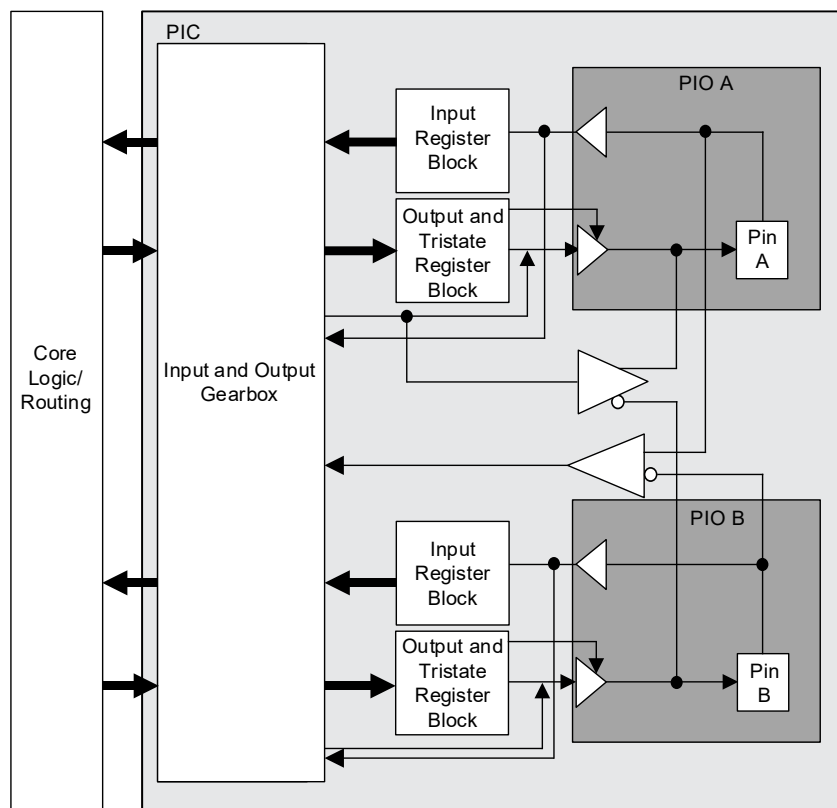 PIC
PIO A
Input
Register
Block
Output and
Tristate
Register
Block
Pin
A
Core
Logic/
Routing
Input and Output
Gearbox
PIO B
Input
Register
Block
Output and
Tristate
Register
Block
Pin
B